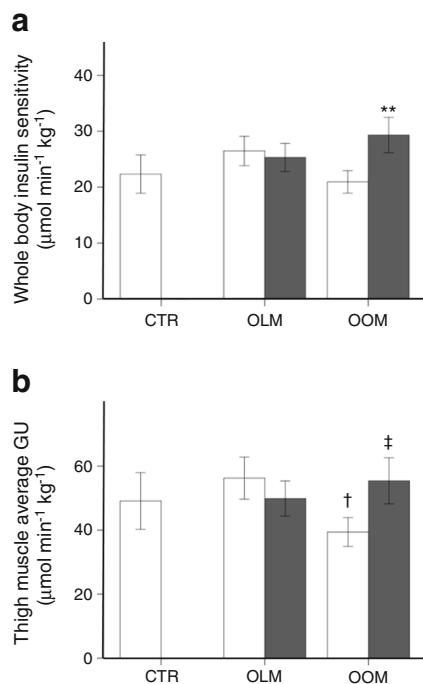 a
Whole body insulin sensitivity
(µmol min⁻¹ kg⁻¹)
40
30
20
10
0
**
CTR OLM OOM
b
Thigh muscle average GU
(µmol min⁻¹ kg⁻¹)
60
40
20
0
†
‡
CTR OLM OOM